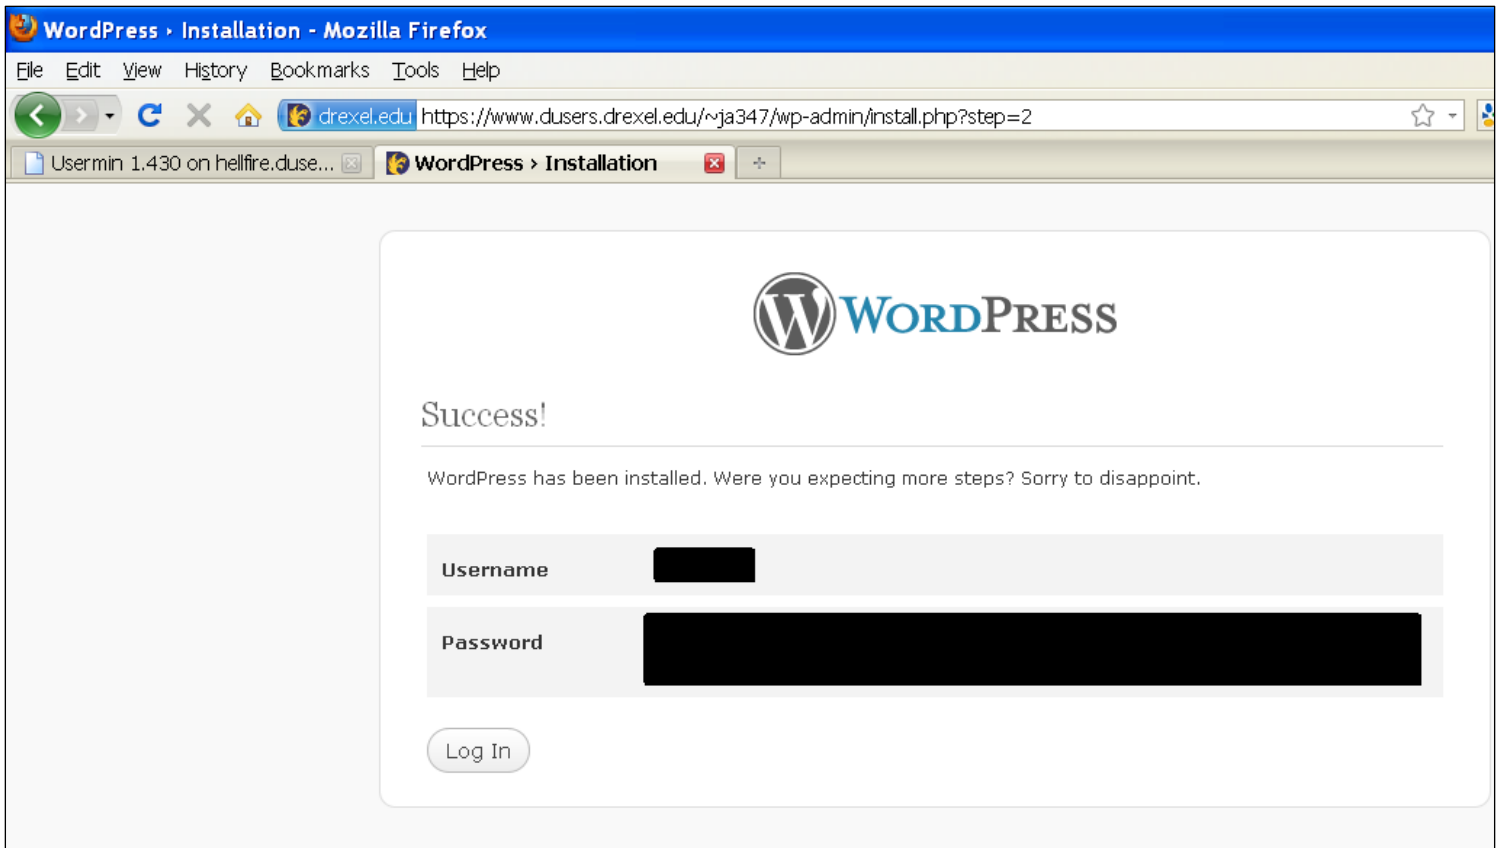 WordPress › Installation - Mozilla Firefox
File Edit View History Bookmarks Tools Help
drexel.edu https://www.dusers.drexel.edu/~ja347/wp-admin/install.php?step=2
Usermin 1.430 on hellfire.duse... WordPress › Installation
WORDPRESS
Success!
WordPress has been installed. Were you expecting more steps? Sorry to disappoint.
Username
Password
Log In